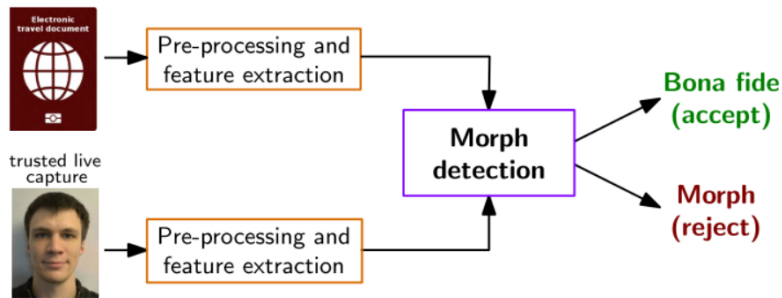 Electronic
travel document
Pre-processing and
feature extraction
Bona fide
(accept)
Morph
detection
trusted live
capture
Morph
(reject)
Pre-processing and
feature extraction